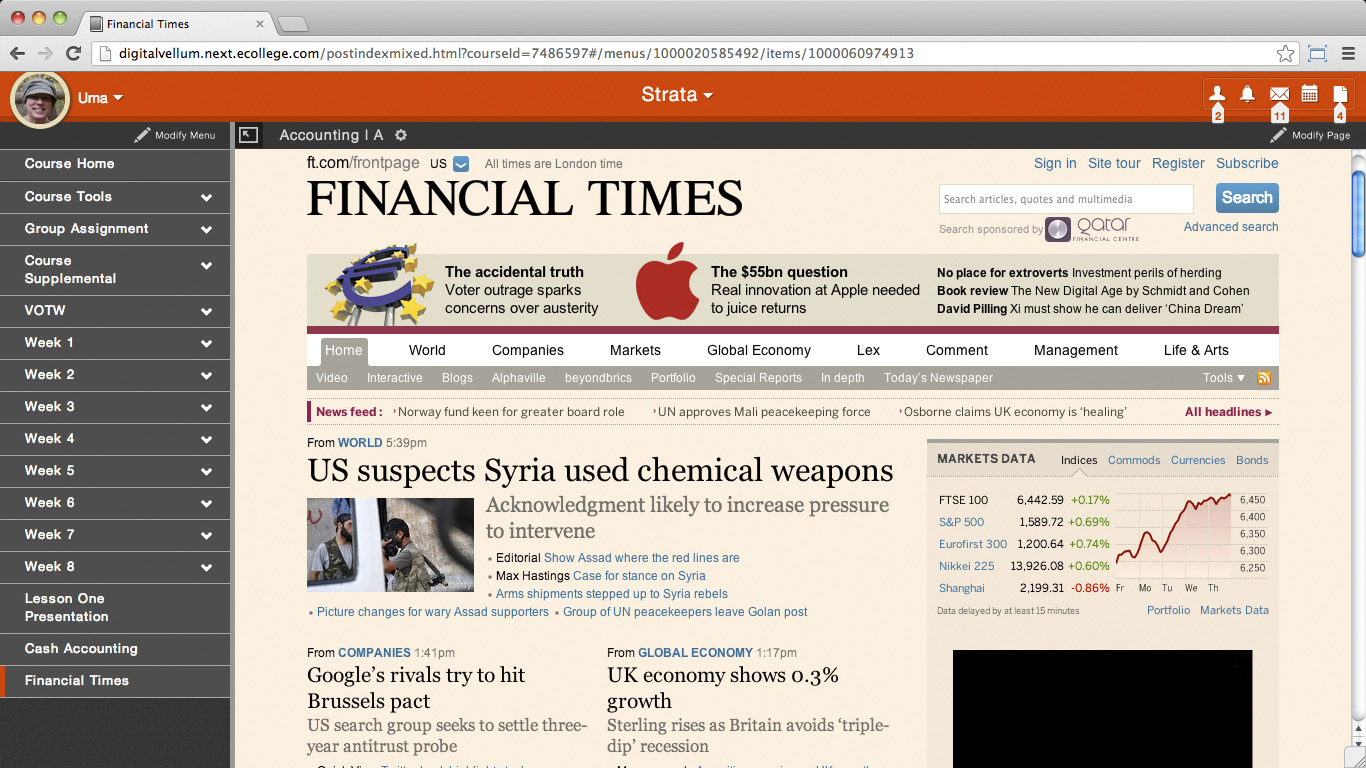 Financial Times
digitalvellum.next.ecollege.com/postindexmixed.html?courseId=7486597#/menus/1000020585492/items/1000060974913
Uma
Strata
2
11
4
Modify Menu
Accounting I A
Modify Page
Course Home
Course Tools
Group Assignment
Course
Supplemental
VOTW
Week 1
Week 2
Week 3
Week 4
Week 5
Week 6
Week 7
Week 8
Lesson One
Presentation
Cash Accounting
Financial Times
ft.com/frontpage US All times are London time
Sign in Site tour Register Subscribe
FINANCIAL TIMES
Search articles, quotes and multimedia Search
Search sponsored by Qatar FINANCIAL CENTRE Advanced search
The accidental truth
Voter outrage sparks
concerns over austerity
The $55bn question
Real innovation at Apple needed
to juice returns
No place for extroverts Investment perils of herding
Book review The New Digital Age by Schmidt and Cohen
David Pilling Xi must show he can deliver ‘China Dream’
Home World Companies Markets Global Economy Lex Comment Management Life & Arts
Video Interactive Blogs Alphaville beyondbrics Portfolio Special Reports In depth Today's Newspaper Tools
News feed : Norway fund keen for greater board role UN approves Mali peacekeeping force Osborne claims UK economy is ‘healing’ All headlines
From WORLD 5:39pm
US suspects Syria used chemical weapons
Acknowledgment likely to increase pressure
to intervene
• Editorial Show Assad where the red lines are
• Max Hastings Case for stance on Syria
• Arms shipments stepped up to Syria rebels
• Picture changes for wary Assad supporters • Group of UN peacekeepers leave Golan post
MARKETS DATA Indices Commods Currencies Bonds
FTSE 100 6,442.59 +0.17%
S&P 500 1,589.72 +0.69%
Eurofirst 300 1,200.64 +0.74%
Nikkei 225 13,926.08 +0.60%
Shanghai 2,199.31 -0.86%
6,450
6,400
6,350
6,300
6,250
Fr Mo Tu We Th
Data delayed by at least 15 minutes Portfolio Markets Data
From COMPANIES 1:41pm
Google’s rivals try to hit
Brussels pact
US search group seeks to settle three-
year antitrust probe
From GLOBAL ECONOMY 1:17pm
UK economy shows 0.3%
growth
Sterling rises as Britain avoids ‘triple-
dip’ recession